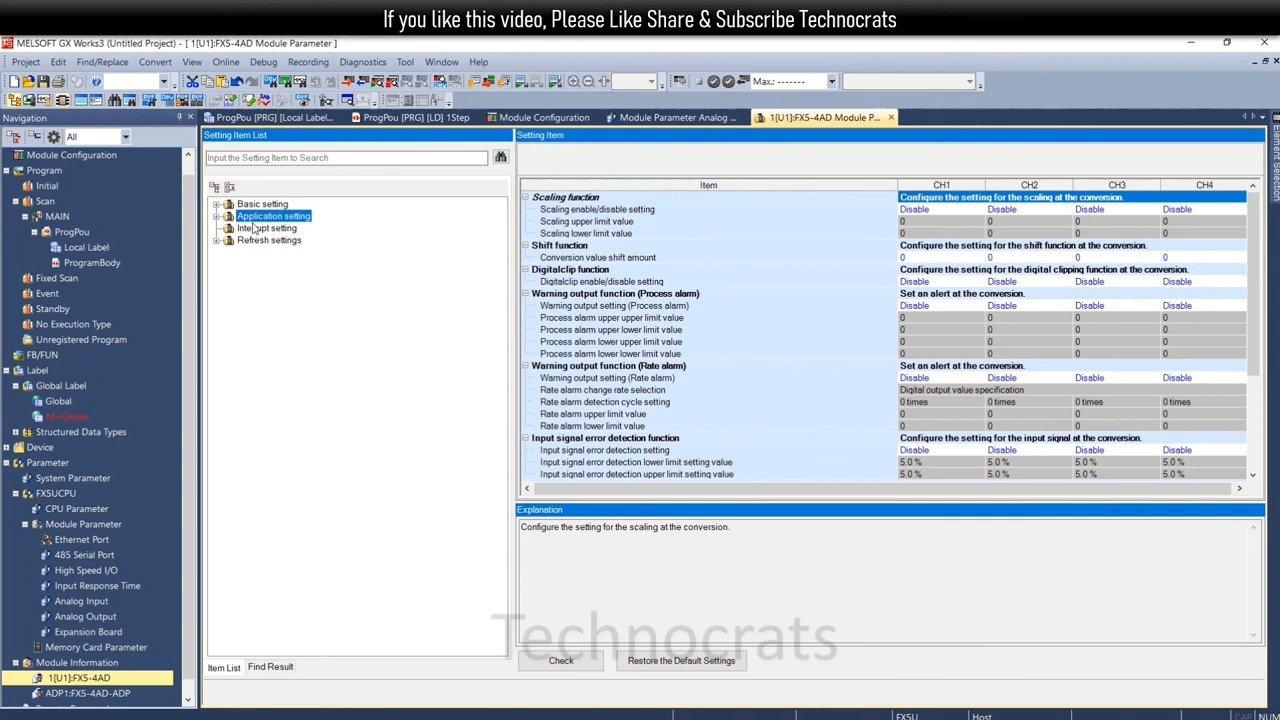 If you like this video, Please Like Share & Subscribe Technocrats
MELSOFT GX Works3 (Untitled Project) - [ 1[U1]:FX5-4AD Module Parameter ]
Project Edit Find/Replace Convert View Online Debug Recording Diagnostics Tool Window Help
Max.: -------
Navigation
ProgPou [PRG] [Local Label...
ProgPou [PRG] [LD] 1Step
Module Configuration
Module Parameter Analog ...
1[U1]:FX5-4AD Module P...
All
Module Configuration
Program
Initial
Scan
MAIN
ProgPou
Local Label
ProgramBody
Fixed Scan
Event
Standby
No Execution Type
Unregistered Program
FB/FUN
Label
Global Label
Global
M+Global
Structured Data Types
Device
Parameter
System Parameter
FX5UCPU
CPU Parameter
Module Parameter
Ethernet Port
485 Serial Port
High Speed I/O
Input Response Time
Analog Input
Analog Output
Expansion Board
Memory Card Parameter
Module Information
1[U1]:FX5-4AD
ADP1:FX5-4AD-ADP
Setting Item List
Input the Setting Item to Search
Basic setting
Application setting
Interrupt setting
Refresh settings
Item List
Find Result
Setting Item
Item CH1 CH2 CH3 CH4
Scaling function Configure the setting for the scaling at the conversion.
Scaling enable/disable setting Disable Disable Disable Disable
Scaling upper limit value 0 0 0 0
Scaling lower limit value 0 0 0 0
Shift function Configure the setting for the shift function at the conversion.
Conversion value shift amount 0 0 0 0
Digitalclip function Configure the setting for the digital clipping function at the conversion.
Digitalclip enable/disable setting Disable Disable Disable Disable
Warning output function (Process alarm) Set an alert at the conversion.
Warning output setting (Process alarm) Disable Disable Disable Disable
Process alarm upper upper limit value 0 0 0 0
Process alarm upper lower limit value 0 0 0 0
Process alarm lower upper limit value 0 0 0 0
Process alarm lower lower limit value 0 0 0 0
Warning output function (Rate alarm) Set an alert at the conversion.
Warning output setting (Rate alarm) Disable Disable Disable Disable
Rate alarm change rate selection Digital output value specification
Rate alarm detection cycle setting 0 times 0 times 0 times 0 times
Rate alarm upper limit value 0 0 0 0
Rate alarm lower limit value 0 0 0 0
Input signal error detection function Configure the setting for the input signal at the conversion.
Input signal error detection setting Disable Disable Disable Disable
Input signal error detection lower limit setting value 5.0 % 5.0 % 5.0 % 5.0 %
Input signal error detection upper limit setting value 5.0 % 5.0 % 5.0 % 5.0 %
Explanation
Configure the setting for the scaling at the conversion.
Technocrats
Check
Restore the Default Settings
Element Selection
FX5U Host CAP NUM